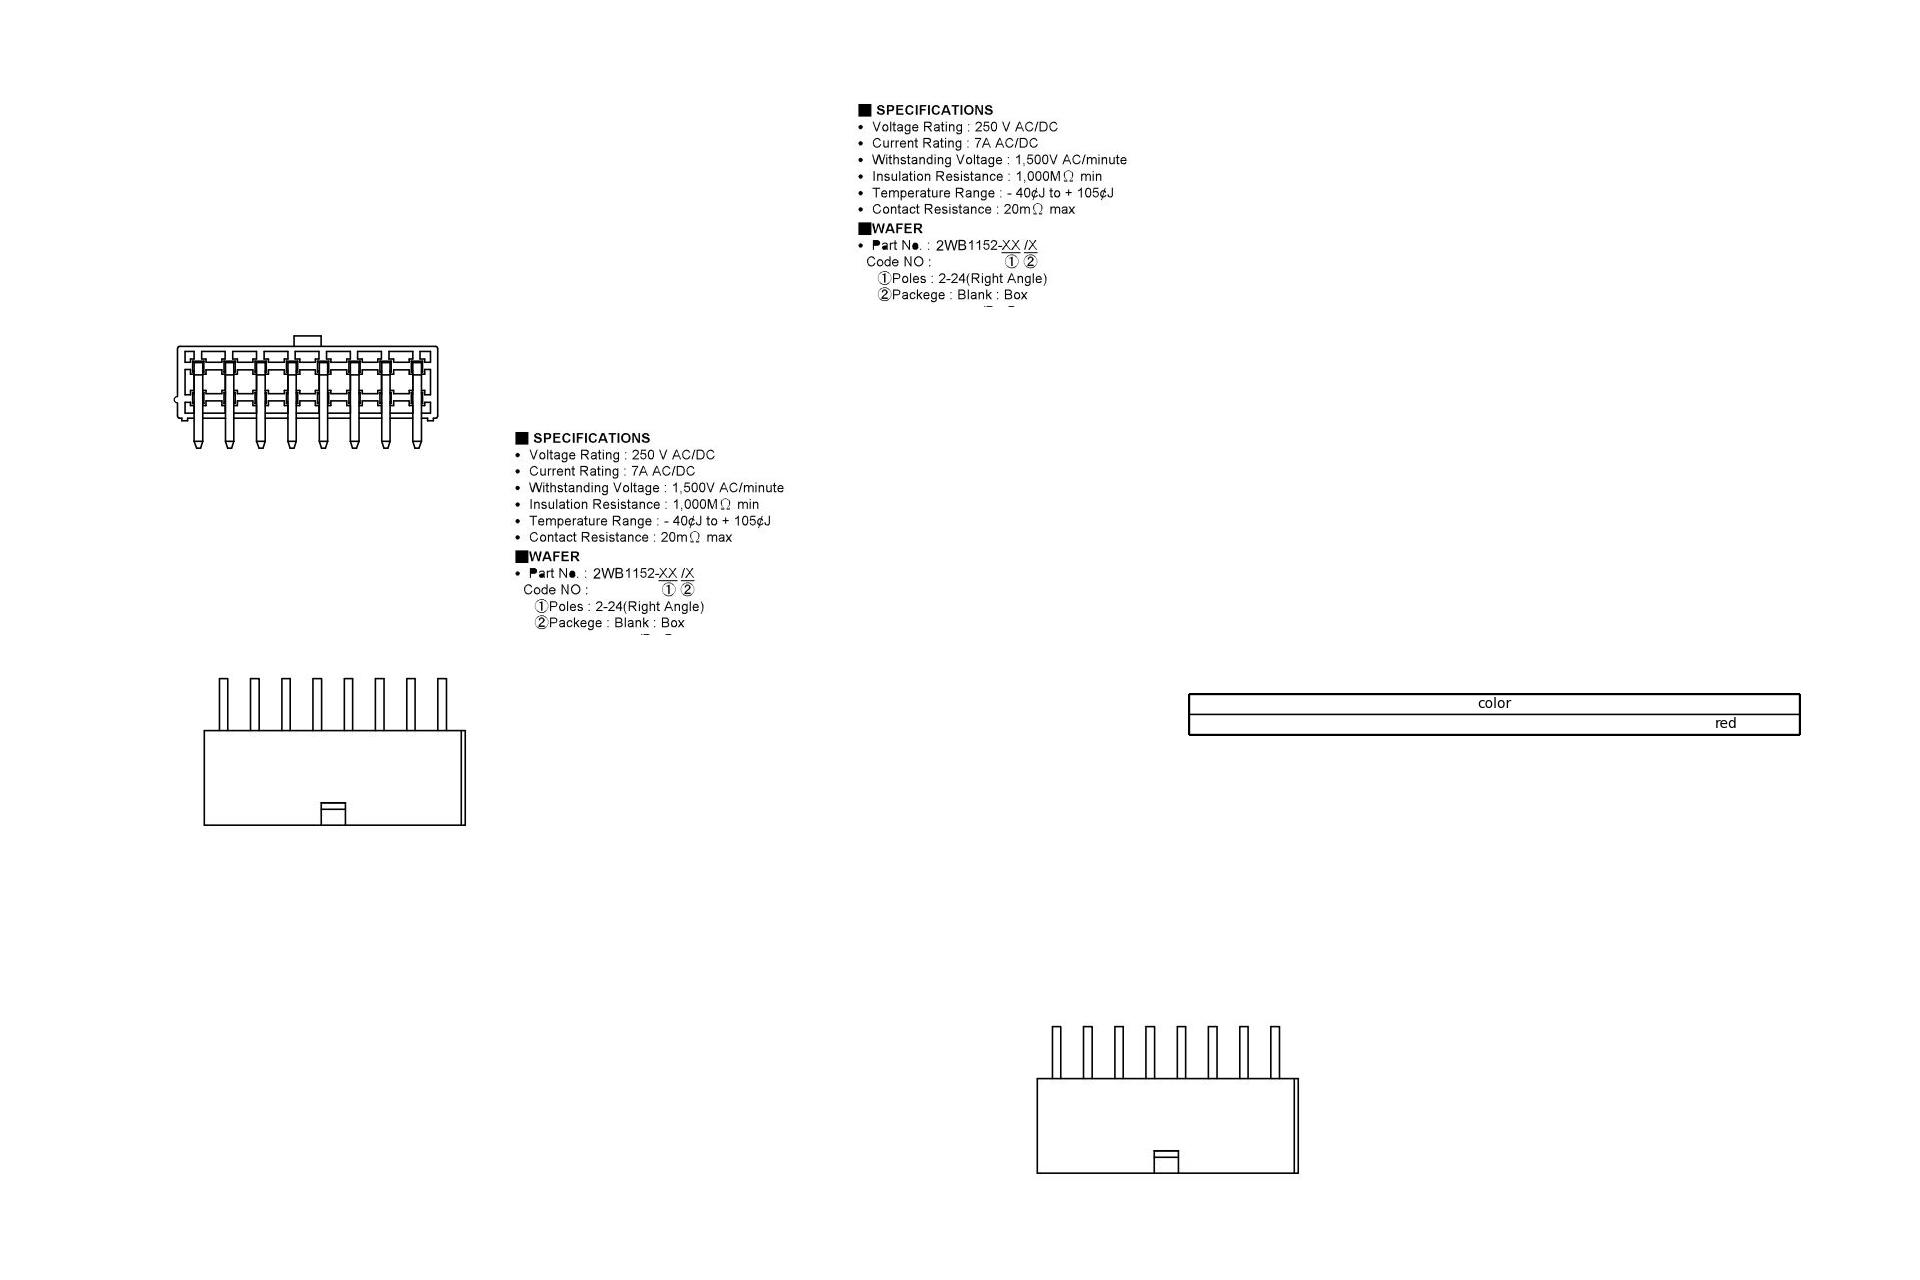 ■ SPECIFICATIONS
• Voltage Rating : 250 V AC/DC
• Current Rating : 7A AC/DC
• Withstanding Voltage : 1,500V AC/minute
• Insulation Resistance : 1,000MΩ min
• Temperature Range : - 40¢J to + 105¢J
• Contact Resistance : 20mΩ max
■WAFER
• Part No. : 2WB1152-XX /X
Code NO : ① ②
①Poles : 2-24(Right Angle)
②Packege : Blank : Box
■ SPECIFICATIONS
• Voltage Rating : 250 V AC/DC
• Current Rating : 7A AC/DC
• Withstanding Voltage : 1,500V AC/minute
• Insulation Resistance : 1,000MΩ min
• Temperature Range : - 40¢J to + 105¢J
• Contact Resistance : 20mΩ max
■WAFER
• Part No. : 2WB1152-XX /X
Code NO : ① ②
①Poles : 2-24(Right Angle)
②Packege : Blank : Box
color
red